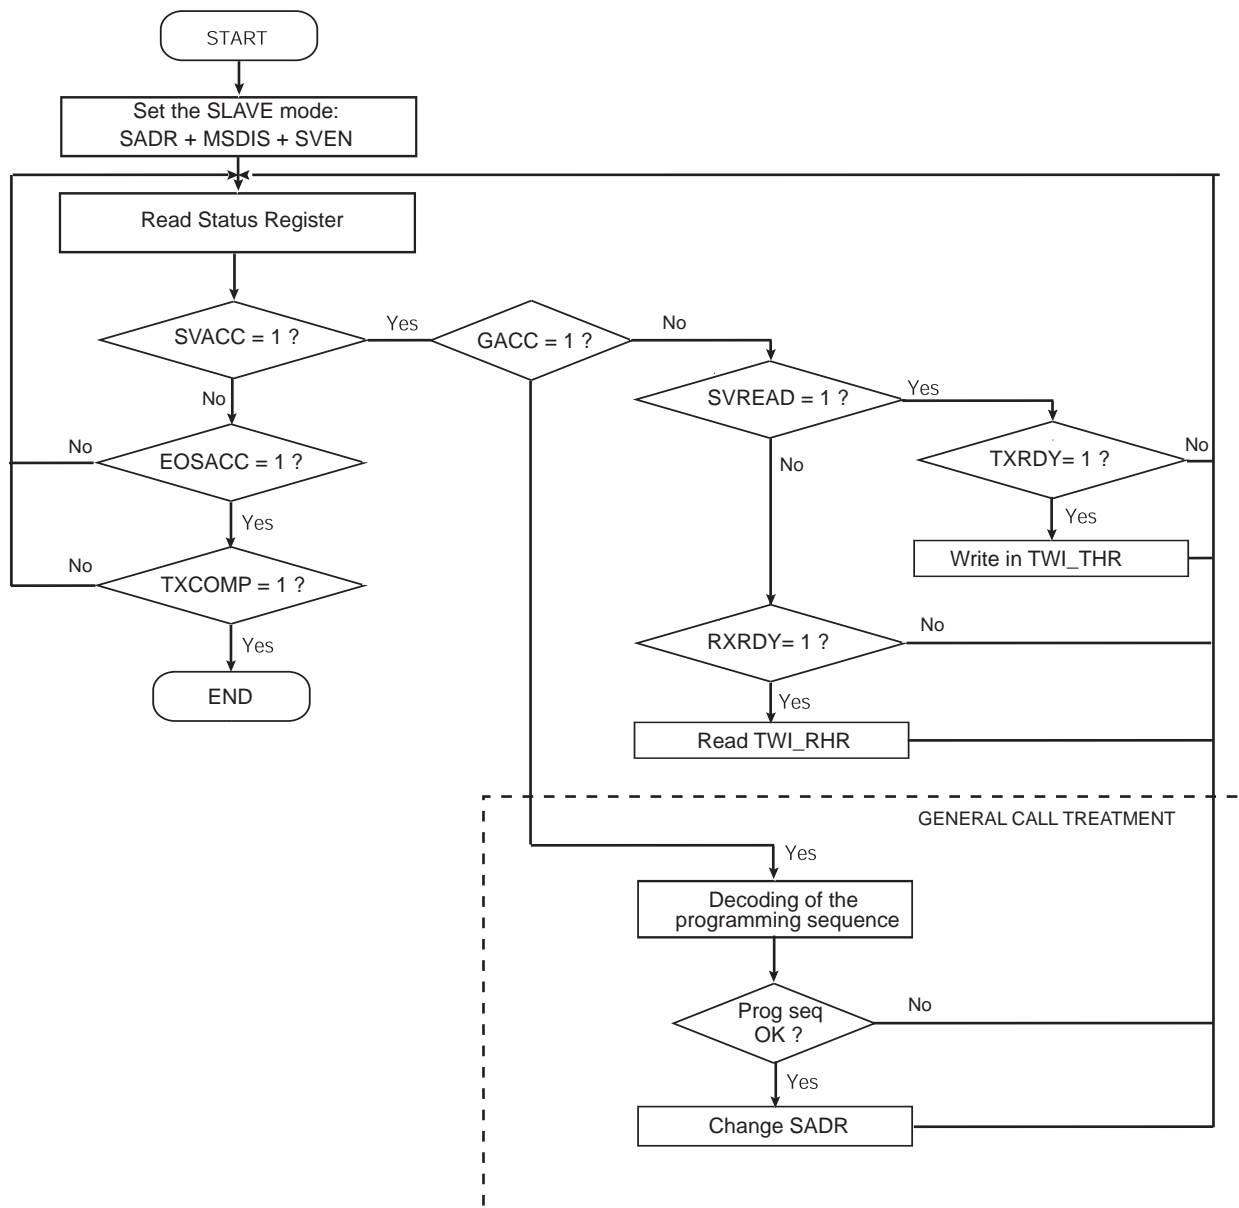 START
Set the SLAVE mode:
SADR + MSDIS + SVEN
Read Status Register
SVACC = 1 ?
Yes
GACC = 1 ?
No
SVREAD = 1 ?
Yes
No
EOSACC = 1 ?
No
TXRDY= 1 ?
No
No
Yes
Yes
Write in TWI_THR
TXCOMP = 1 ?
No
Yes
RXRDY= 1 ?
No
END
Yes
Read TWI_RHR
GENERAL CALL TREATMENT
Yes
Decoding of the
programming sequence
Prog seq
OK ?
No
Yes
Change SADR